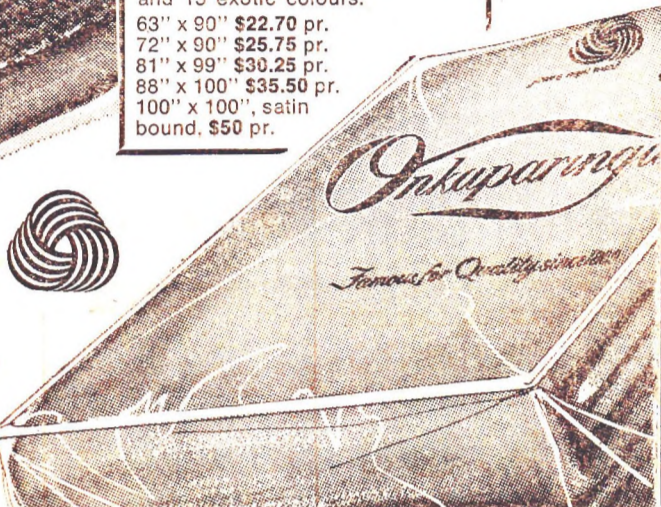 and 15 exotic colours.
63" x 90" $22.70 pr.
72" x 90" $25.75 pr.
81" x 99" $30.25 pr.
88" x 100" $35.50 pr.
100" x 100", satin
bound, $50 pr.
Onkaparinga
Famous for Quality since